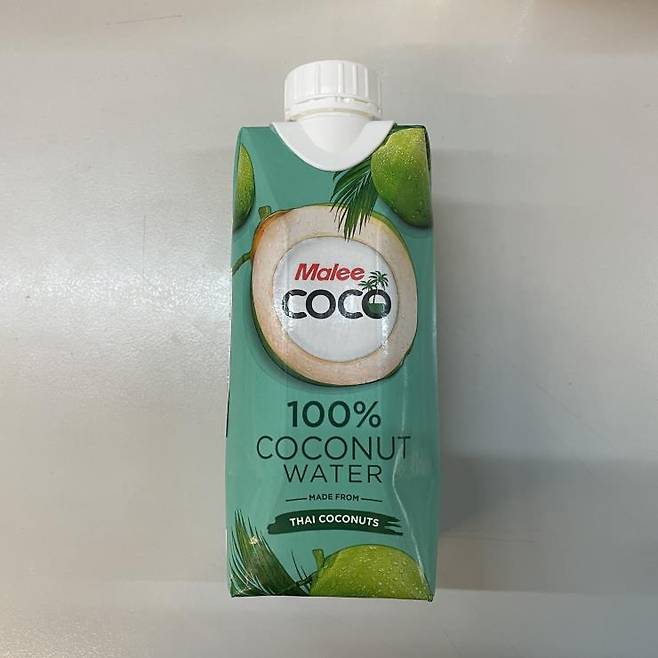 Malee
COCO
100%
COCONUT
WATER
MADE FROM
THAI COCONUTS